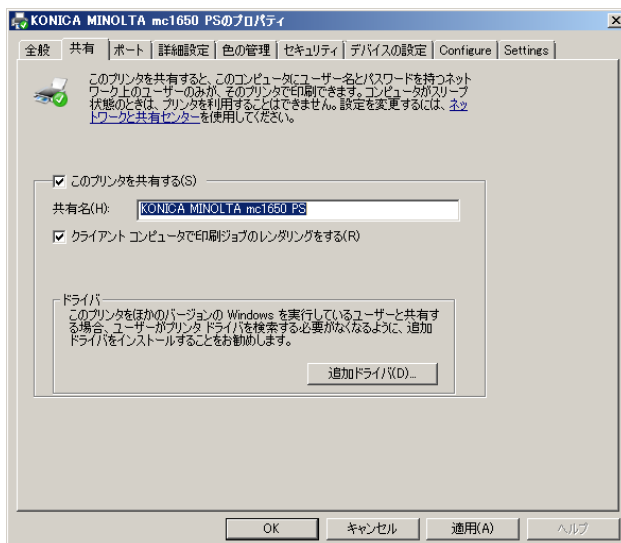 KONICA MINOLTA mc1650 PSのプロパティ
全般 共有 ポート 詳細設定 色の管理 セキュリティ デバイスの設定 Configure Settings
このプリンタを共有すると、このコンピュータにユーザー名とパスワードを持つネット
ワーク上のユーザーのみが、そのプリンタで印刷できます。コンピュータがスリープ
状態のときは、プリンタを利用することはできません。設定を変更するには、ネッ
トワークと共有センターを使用してください。
このプリンタを共有する(S)
共有名(H): KONICA MINOLTA mc1650 PS
クライアント コンピュータで印刷ジョブのレンダリングをする(R)
ドライバ
このプリンタをほかのバージョンの Windows を実行しているユーザーと共有す
る場合、ユーザーがプリンタ ドライバを検索する必要がなくなるように、追加
ドライバをインストールすることをお勧めします。
追加ドライバ(D)...
OK キャンセル 適用(A) ヘルプ